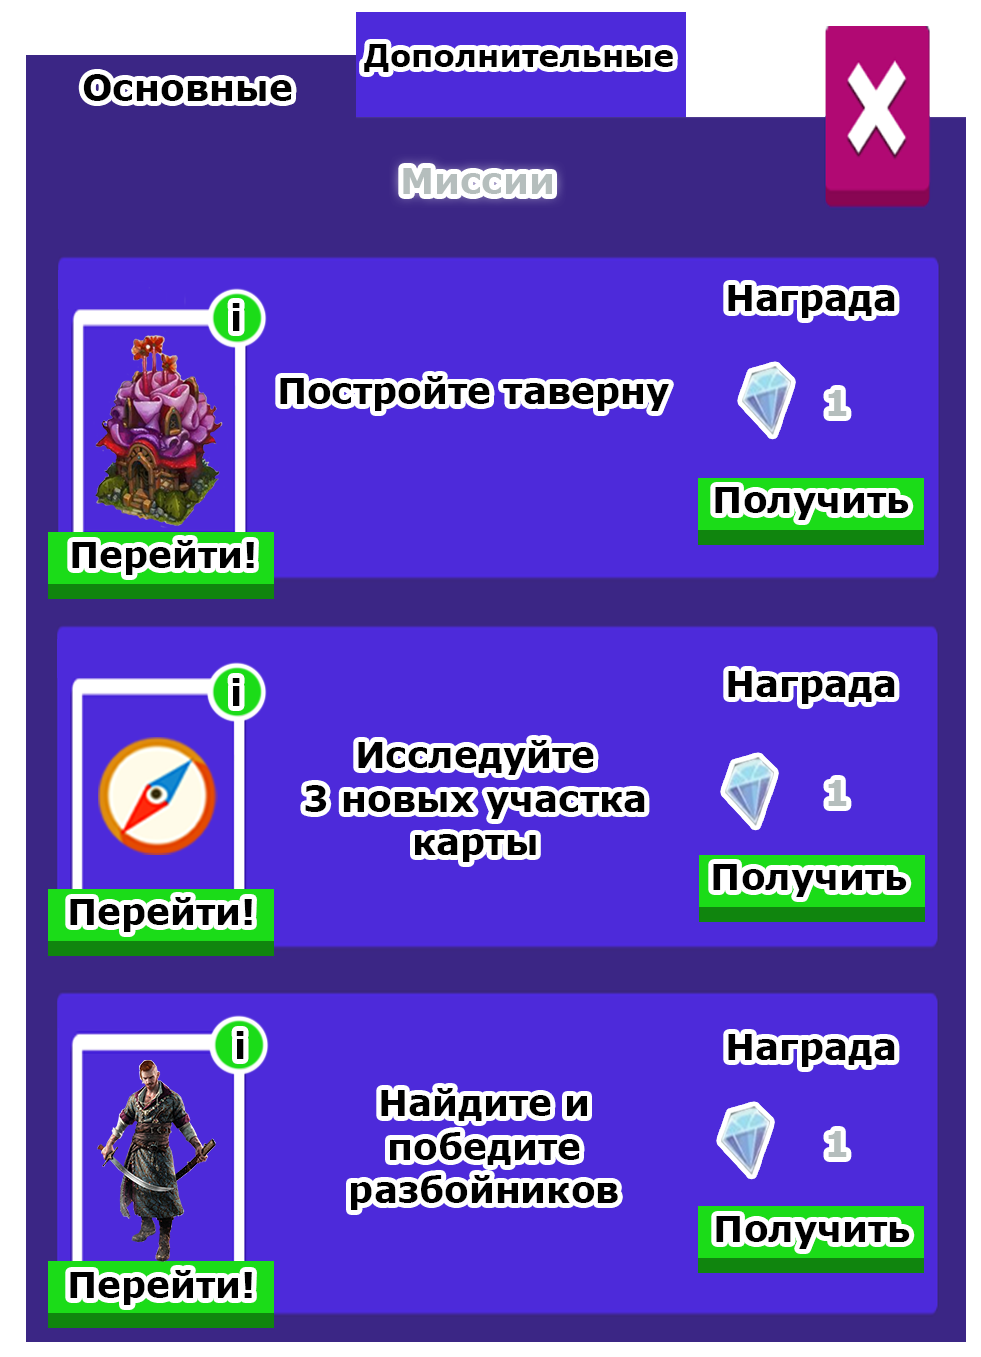 Основные
Дополнительные
X
Миссии
i
Постройте таверну
Награда
1
Получить
Перейти!
i
Исследуйте
3 новых участка
карты
Награда
1
Получить
Перейти!
i
Найдите и
победите
разбойников
Награда
1
Получить
Перейти!